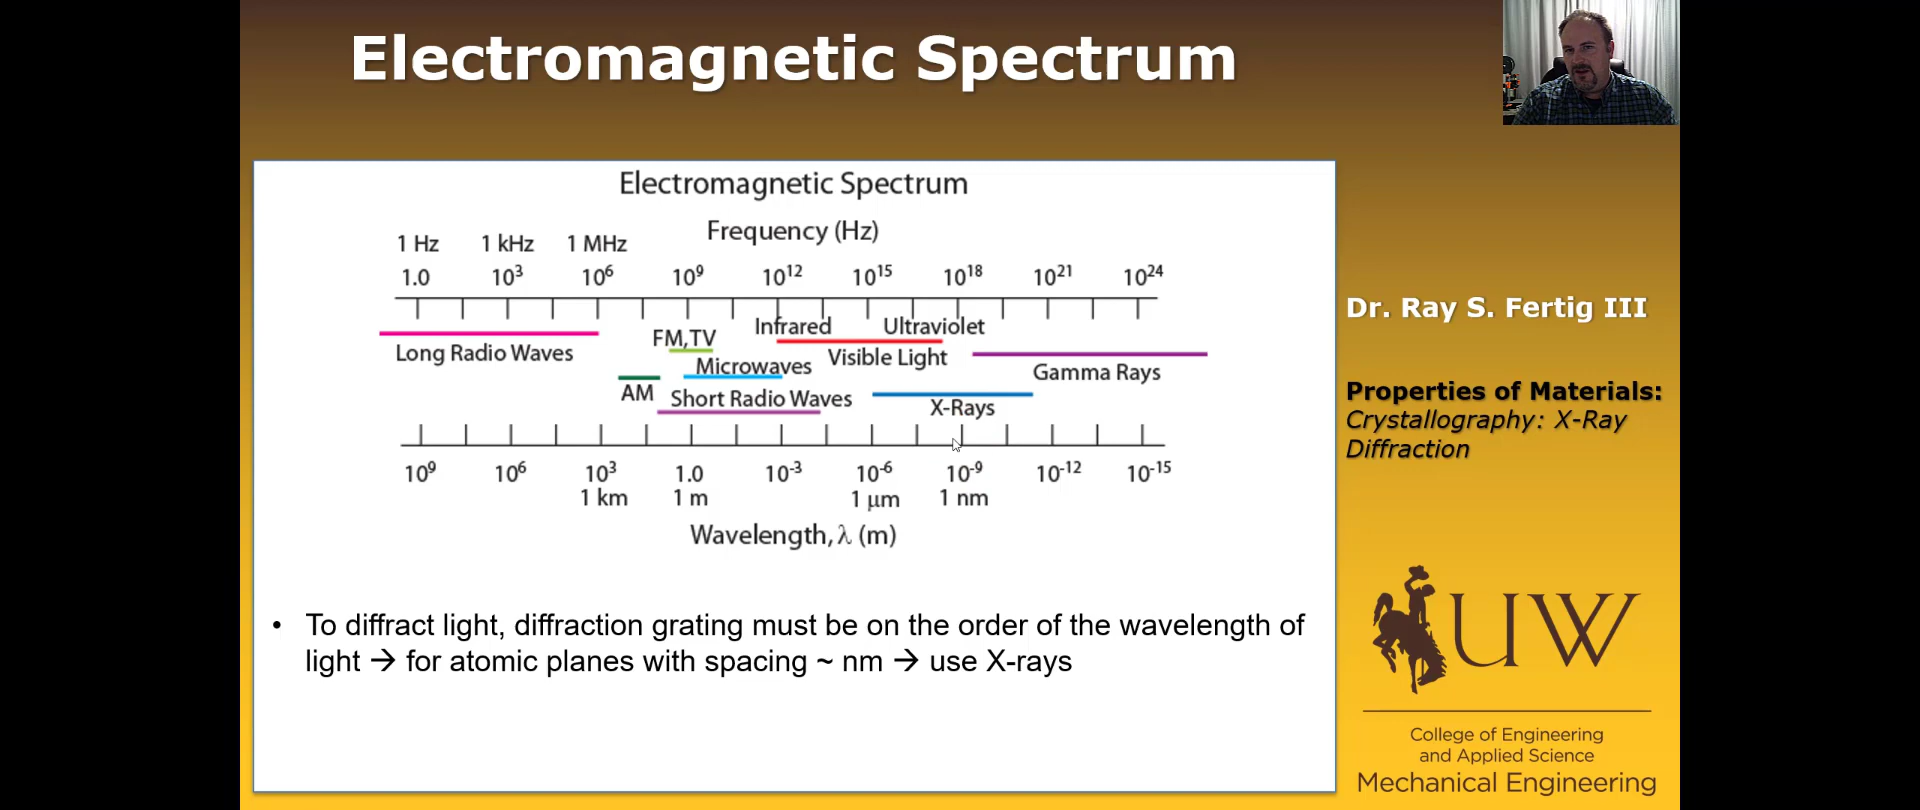 Electromagnetic Spectrum
Electromagnetic Spectrum
Frequency (Hz)
1 Hz 1 kHz 1 MHz
1.0 10³ 10⁶ 10⁹ 10¹² 10¹⁵ 10¹⁸ 10²¹ 10²⁴
Infrared Ultraviolet
FM,TV
Long Radio Waves Visible Light
Microwaves Gamma Rays
AM Short Radio Waves
X-Rays
10⁹ 10⁶ 10³ 1.0 10⁻³ 10⁻⁶ 10⁻⁹ 10⁻¹² 10⁻¹⁵
1 km 1 m 1 μm 1 nm
Wavelength, λ (m)
• To diffract light, diffraction grating must be on the order of the wavelength of
light → for atomic planes with spacing ~ nm → use X-rays
Dr. Ray S. Fertig III
Properties of Materials:
Crystallography: X-Ray
Diffraction
UW
College of Engineering
and Applied Science
Mechanical Engineering